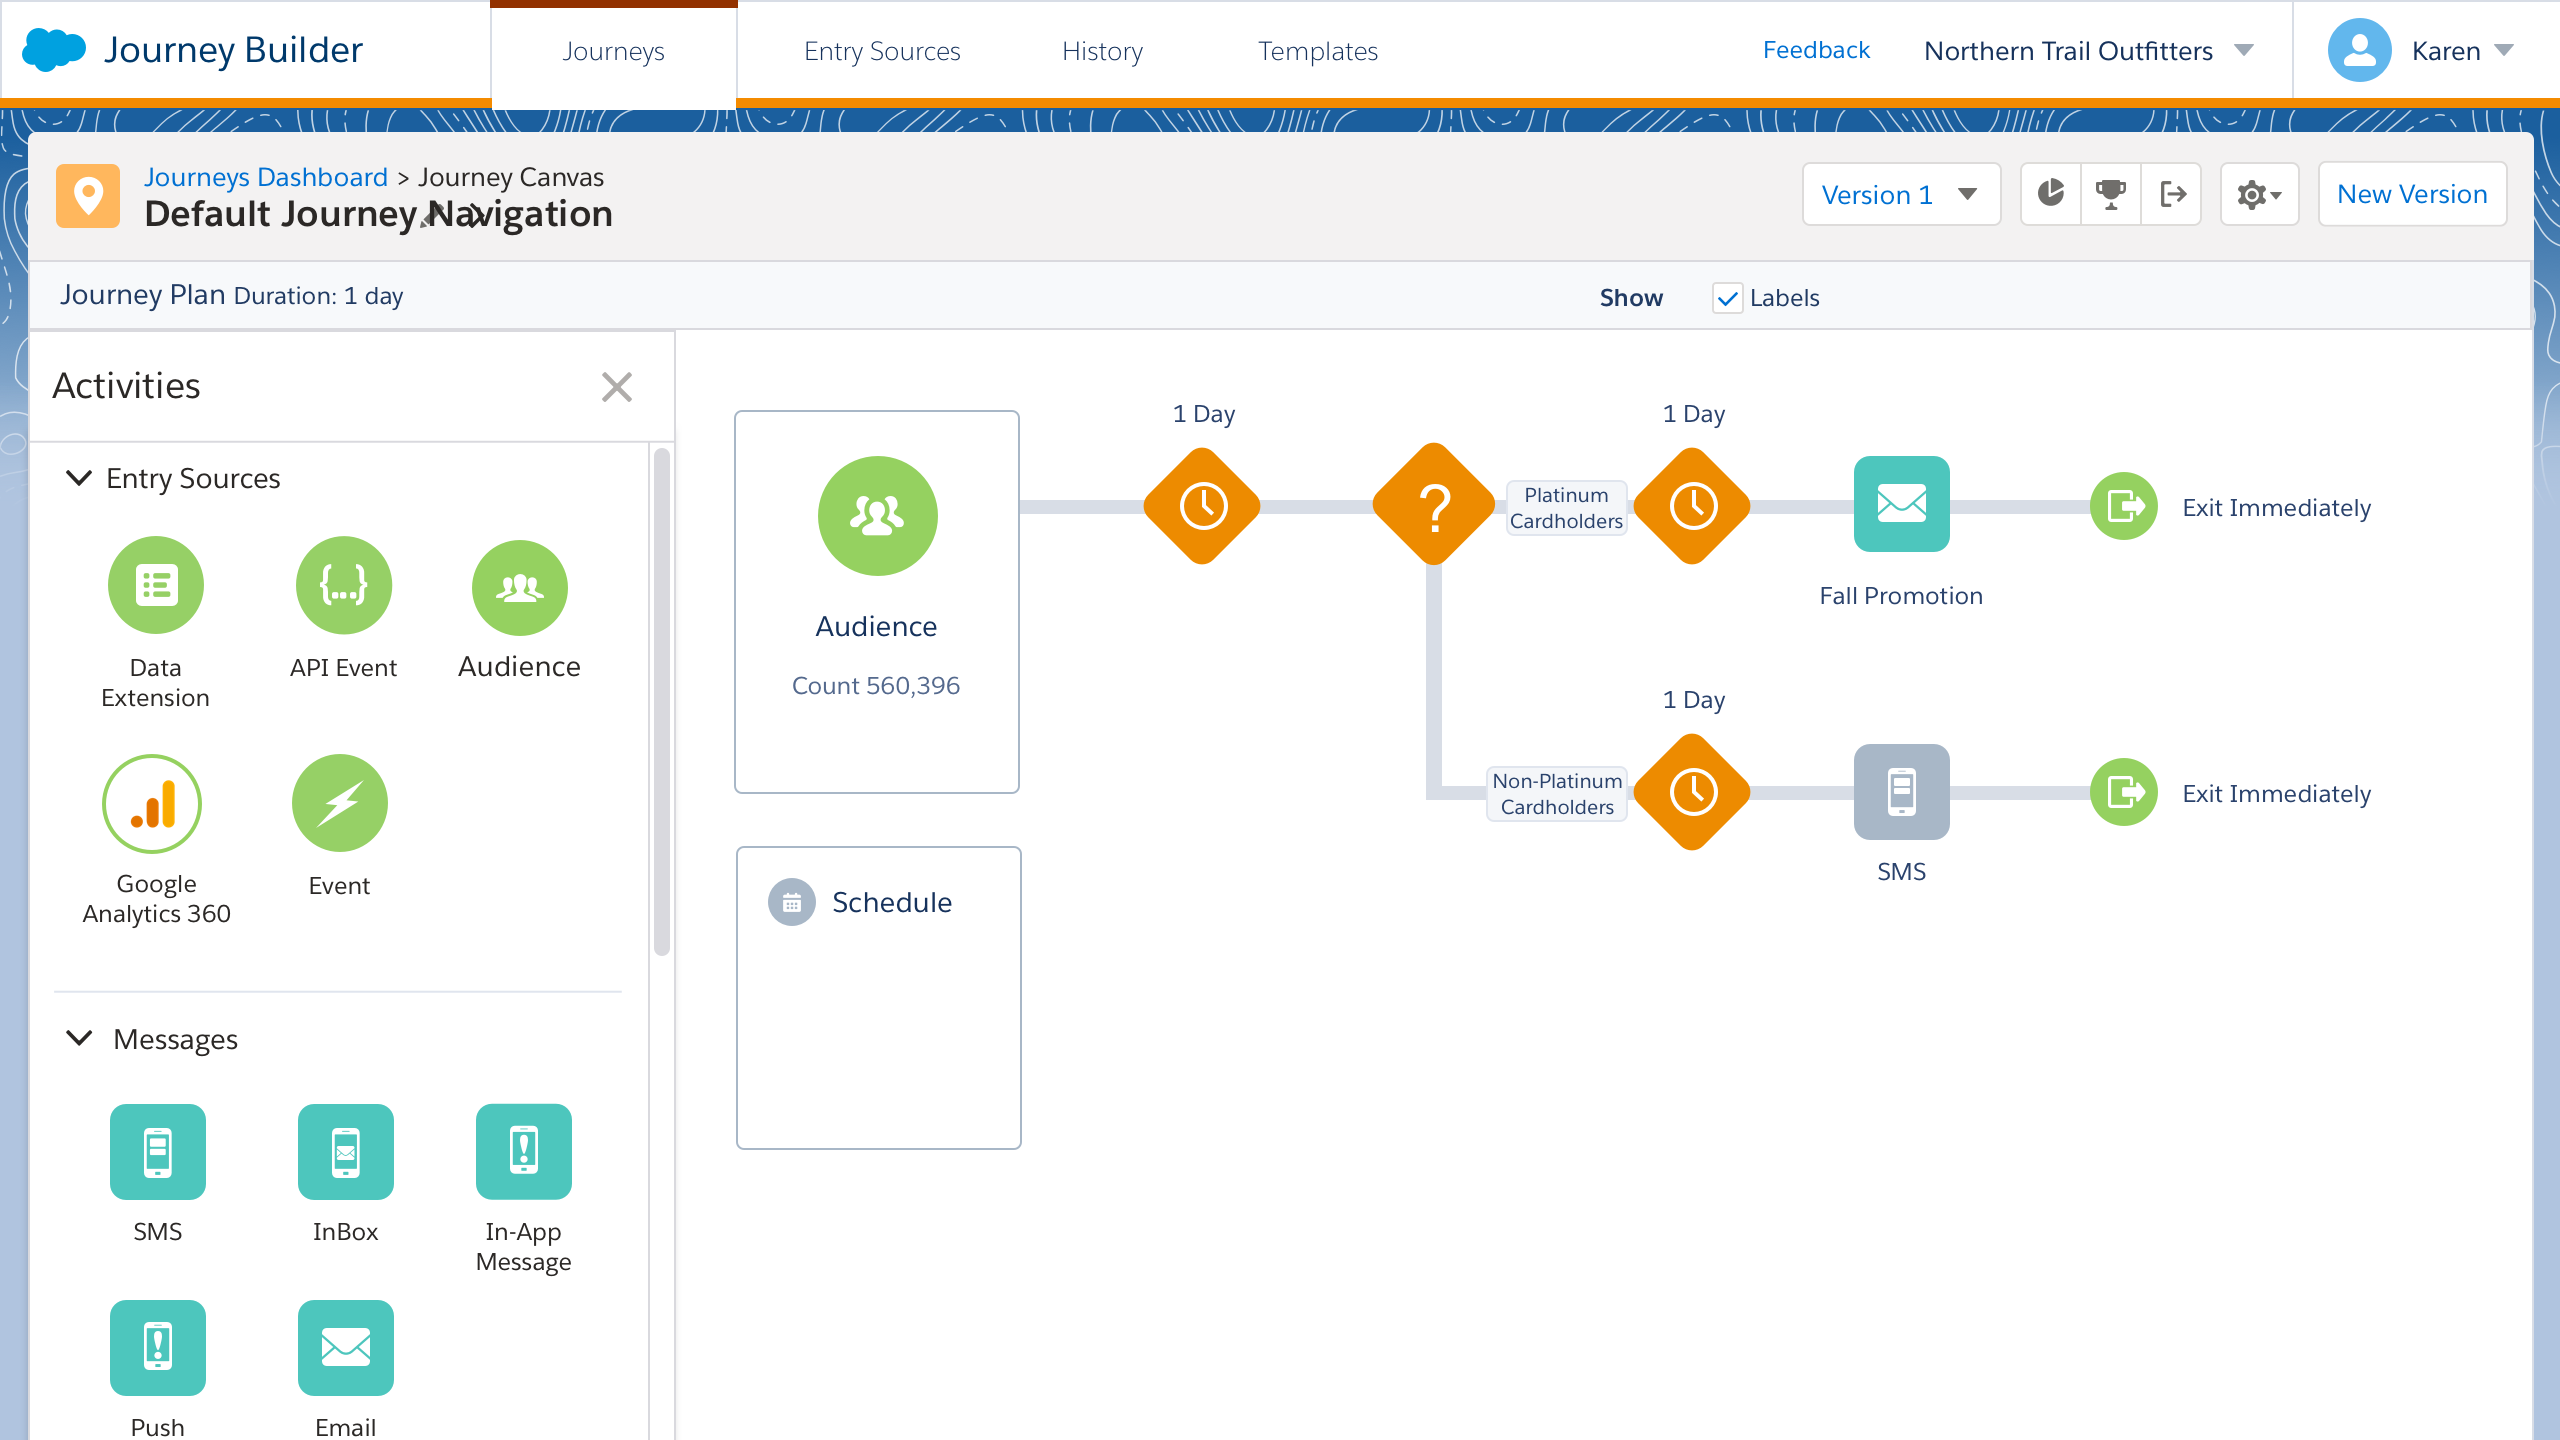 Journey Builder
Journeys
Entry Sources
History
Templates
Feedback
Northern Trail Outfitters
Karen
Journeys Dashboard > Journey Canvas
Default Journey Navigation
Version 1
New Version
Journey Plan Duration: 1 day
Show
Labels
Activities
Entry Sources
Data
Extension
API Event
Audience
Google
Analytics 360
Event
Messages
SMS
InBox
In-App
Message
Push
Email
Audience
Count 560,396
Schedule
1 Day
?
Platinum
Cardholders
1 Day
Fall Promotion
Exit Immediately
Non-Platinum
Cardholders
1 Day
SMS
Exit Immediately